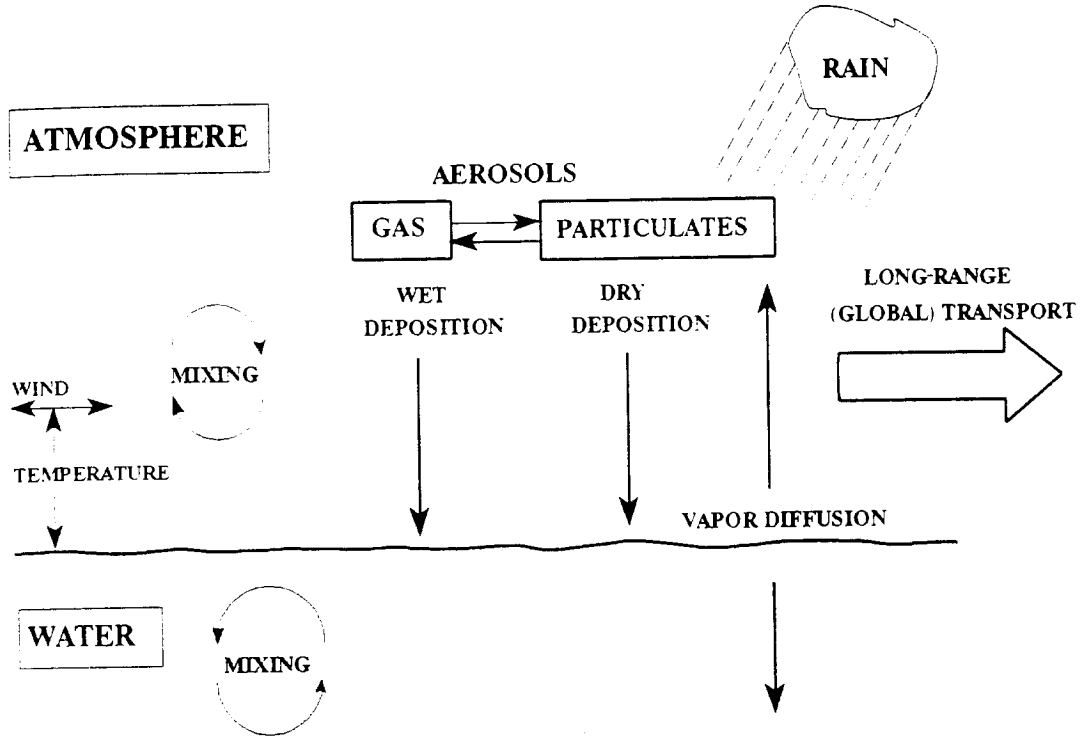 RAIN
ATMOSPHERE
AEROSOLS
GAS
PARTICULATES
WET
DEPOSITION
DRY
DEPOSITION
LONG-RANGE
(GLOBAL) TRANSPORT
MIXING
WIND
TEMPERATURE
VAPOR DIFFUSION
WATER
MIXING